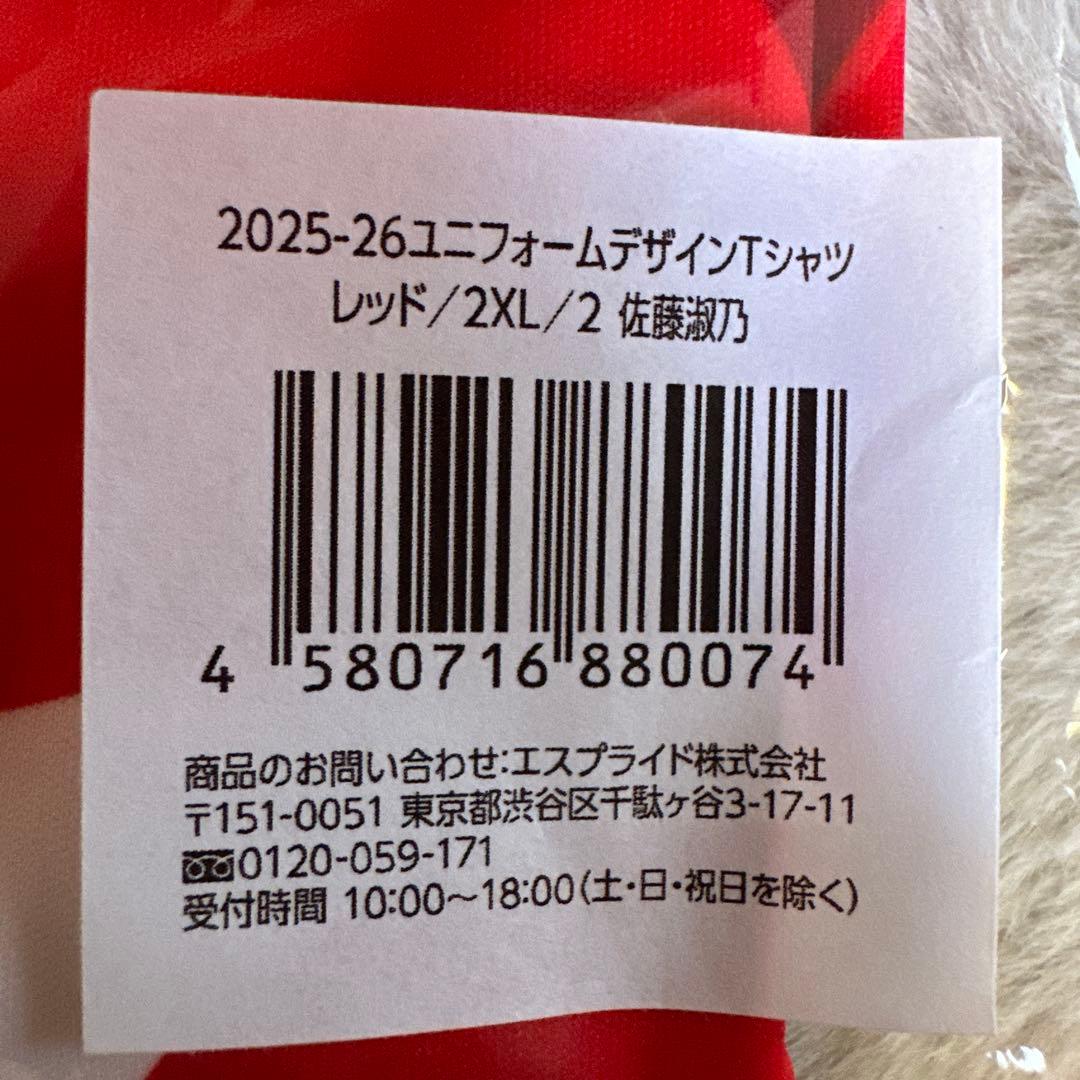 2025-26ユニフォームデザインTシャツ
レッド/2XL/2 佐藤淑乃
4 580716 880074
商品のお問い合わせ:エスプライド株式会社
〒151-0051 東京都渋谷区千駄ヶ谷3-17-11
0120-059-171
受付時間 10:00〜18:00(土・日・祝日を除く)